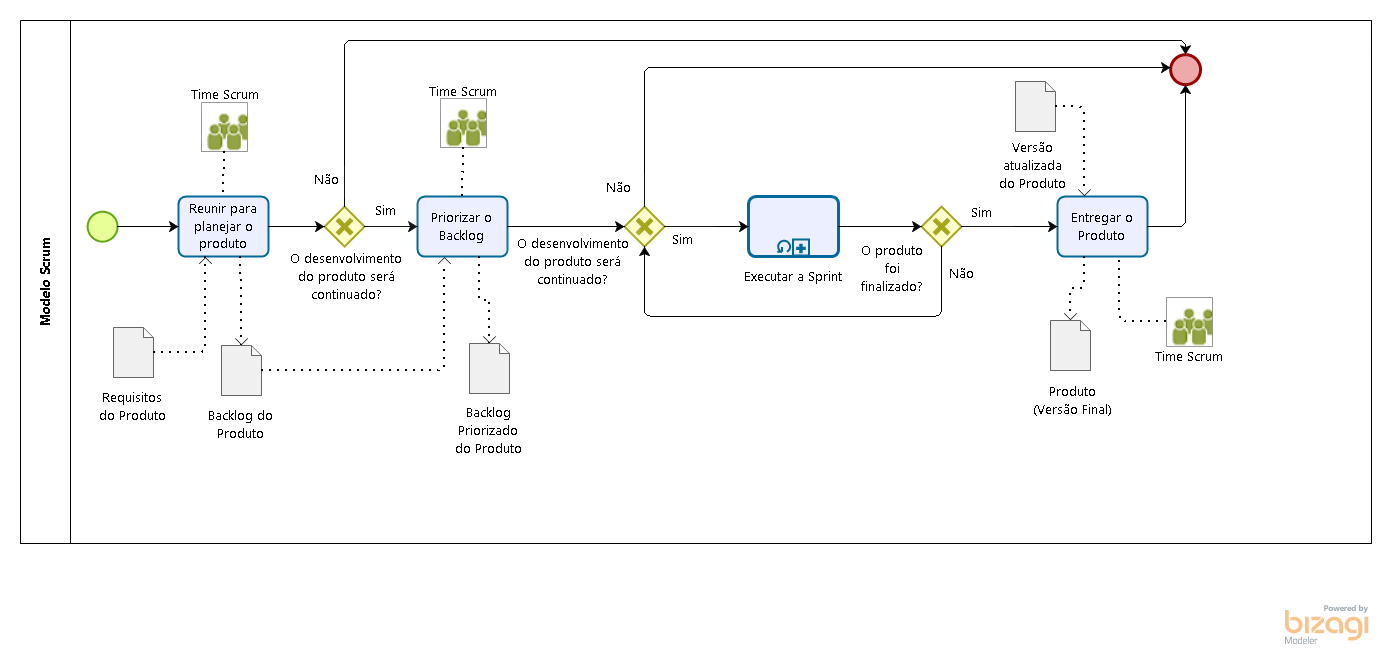 Modelo Scrum
Time Scrum
Reunir para
planejar o
produto
Requisitos
do Produto
Backlog do
Produto
Não
Sim
O desenvolvimento
do produto será
continuado?
Time Scrum
Priorizar o
Backlog
Backlog
Priorizado
do Produto
Não
Sim
O desenvolvimento
do produto será
continuado?
Executar a Sprint
O produto
foi
finalizado?
Sim
Não
Versão
atualizada
do Produto
Entregar o
Produto
Produto
(Versão Final)
Time Scrum
Powered by
bizagi
Modeler